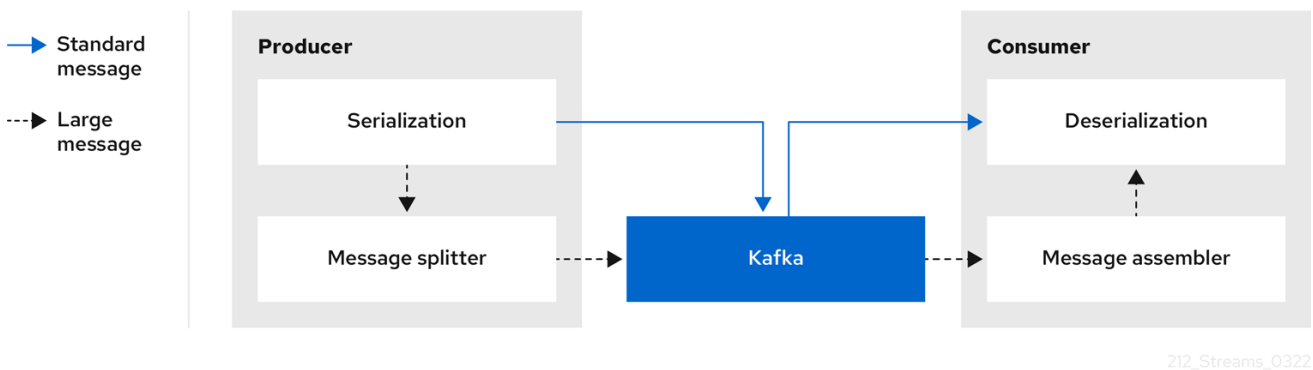 Standard
message
Large
message
Producer
Serialization
Message splitter
Kafka
Consumer
Deserialization
Message assembler
212_Streams_0322